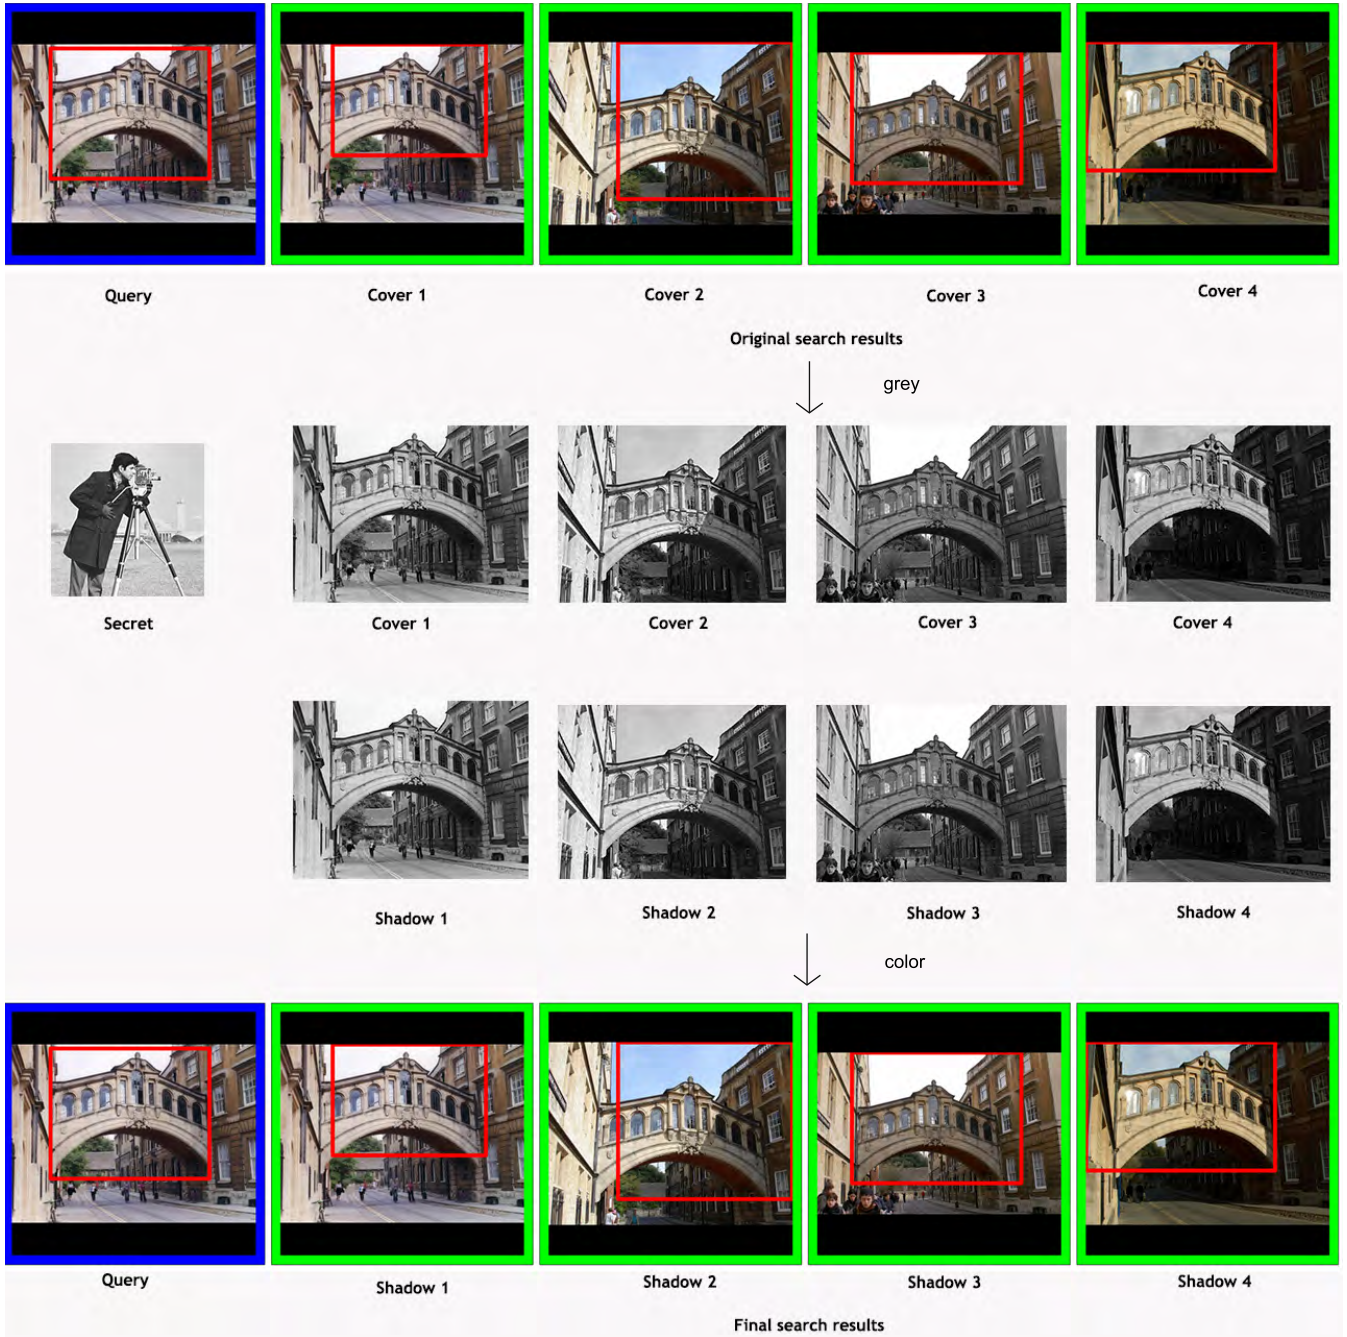 Query
Cover 1
Cover 2
Cover 3
Cover 4
Original search results
grey
Secret
Cover 1
Cover 2
Cover 3
Cover 4
Shadow 1
Shadow 2
Shadow 3
Shadow 4
color
Query
Shadow 1
Shadow 2
Shadow 3
Shadow 4
Final search results